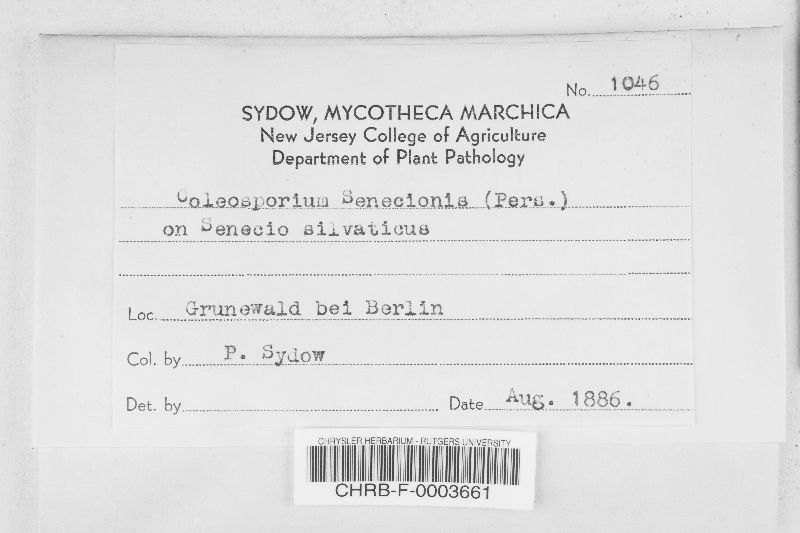 No. 1046
SYDOW, MYCOTHECA MARCHICA
New Jersey College of Agriculture
Department of Plant Pathology
Coleosporium Senecionis (Pers.)
on Senecio silvaticus
Loc. Grunewald bei Berlin
Col. by P. Sydow
Det. by Date Aug. 1886.
CHRYSLER HERBARIUM - RUTGERS UNIVERSITY
CHRB-F-0003661